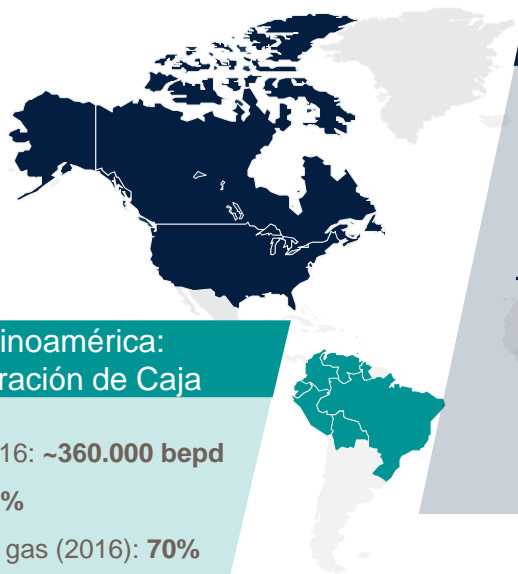 inoamérica:
ración de Caja
16: ~360.000 bepd
%
gas (2016): 70%